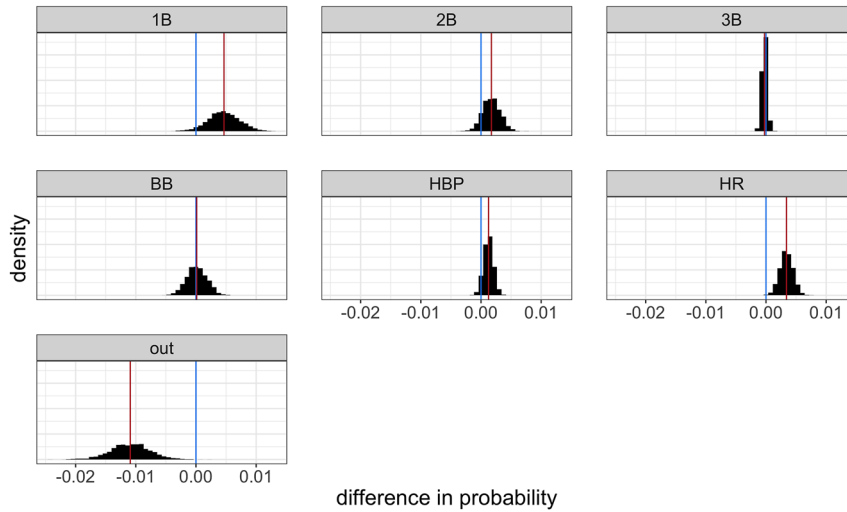 1B 2B 3B
BB HBP HR
density
-0.02 -0.01 0.00 0.01 -0.02 -0.01 0.00 0.01
out
-0.02 -0.01 0.00 0.01
difference in probability